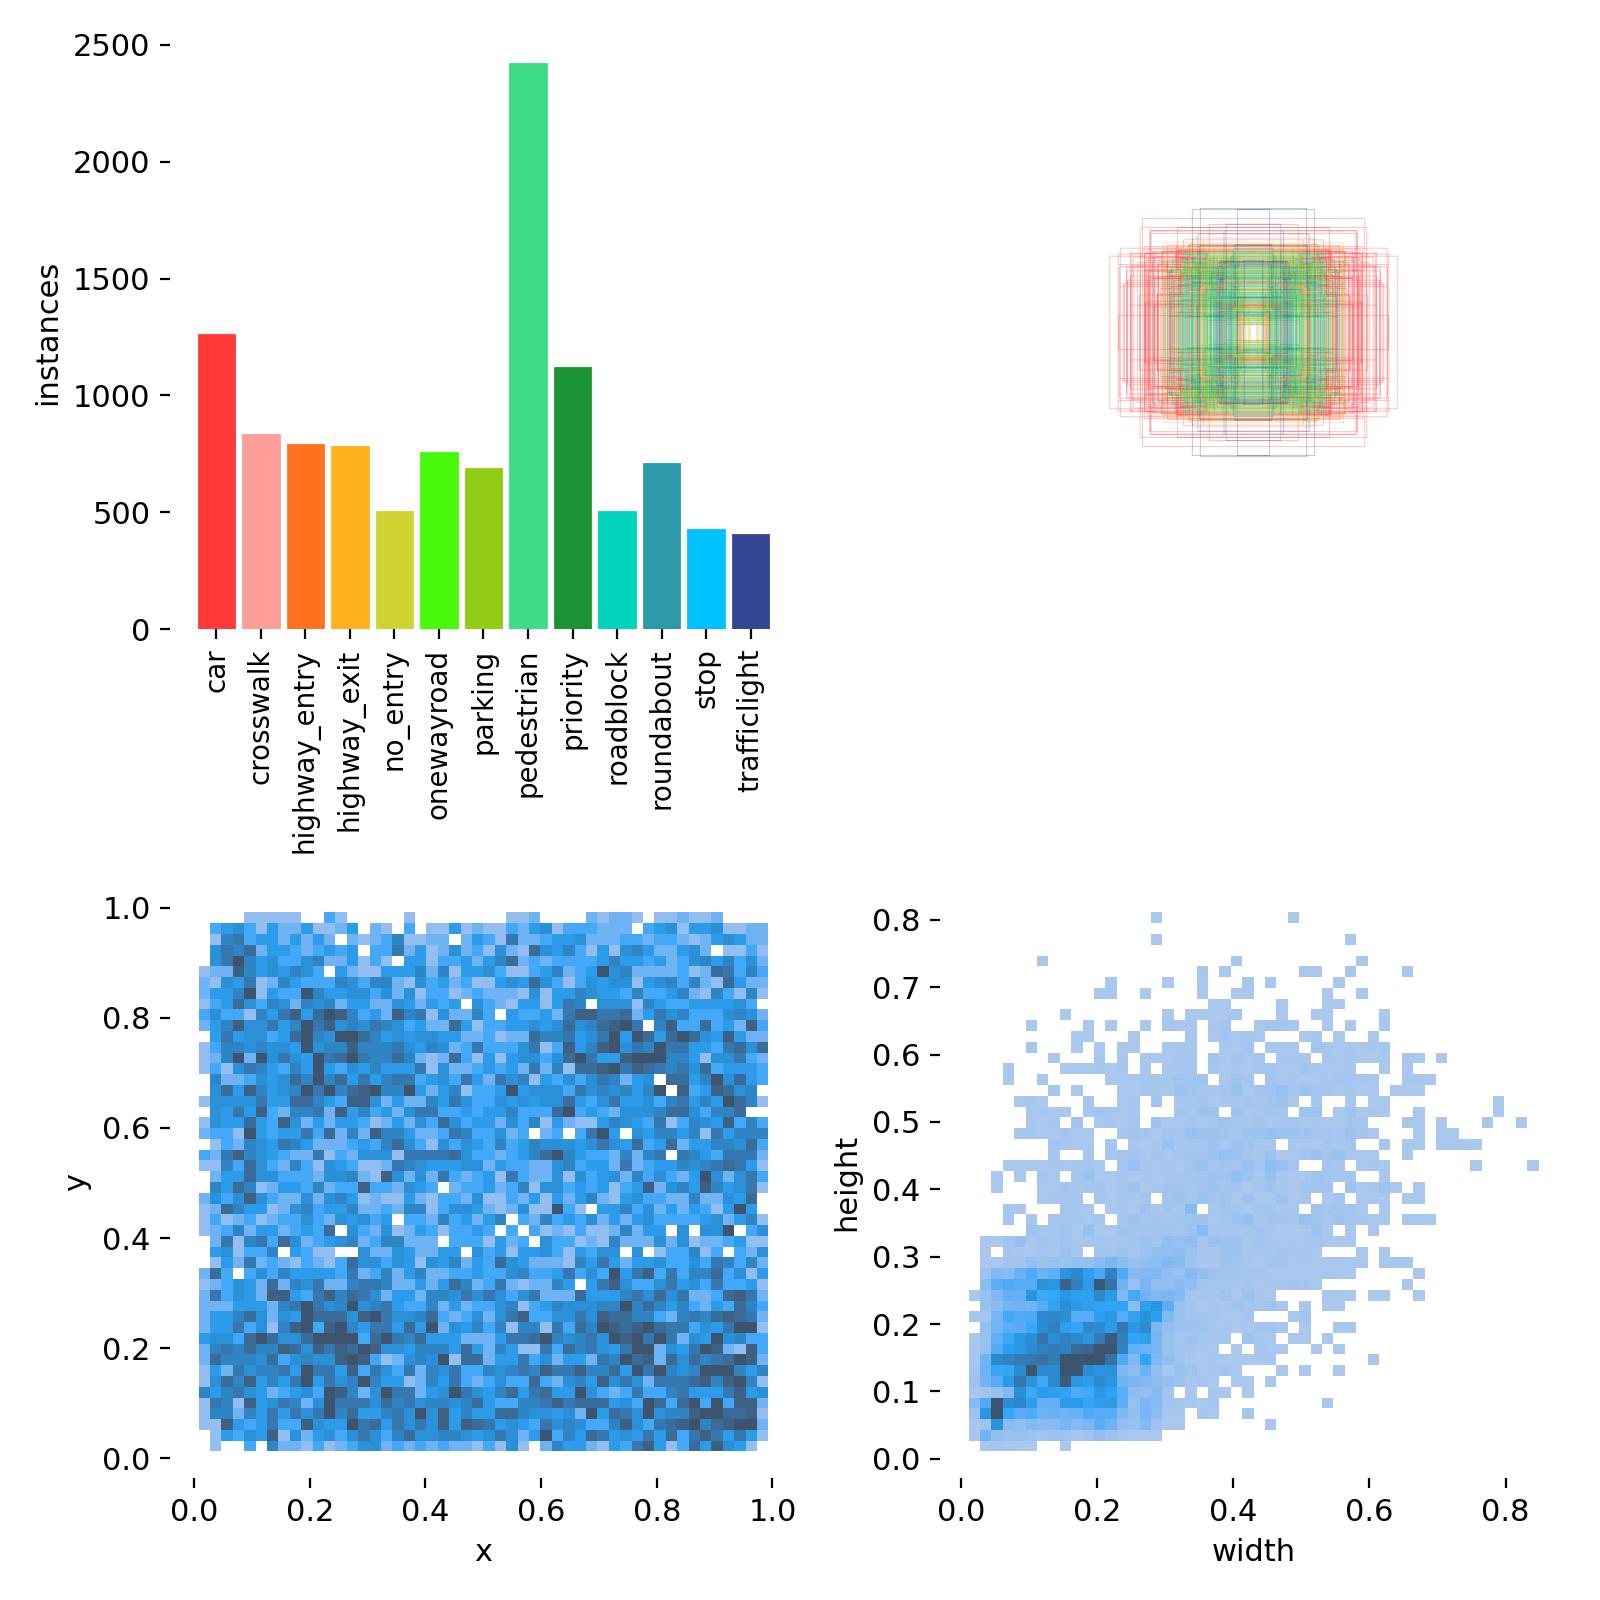 2500
2000
1500
1000
500
0
instances
car
crosswalk
highway_entry
highway_exit
no_entry
onewayroad
parking
pedestrian
priority
roadblock
roundabout
stop
trafficlight
1.0
0.8
0.6
0.4
0.2
0.0
y
0.0 0.2 0.4 0.6 0.8 1.0
x
0.8
0.7
0.6
0.5
0.4
0.3
0.2
0.1
0.0
height
0.0 0.2 0.4 0.6 0.8
width